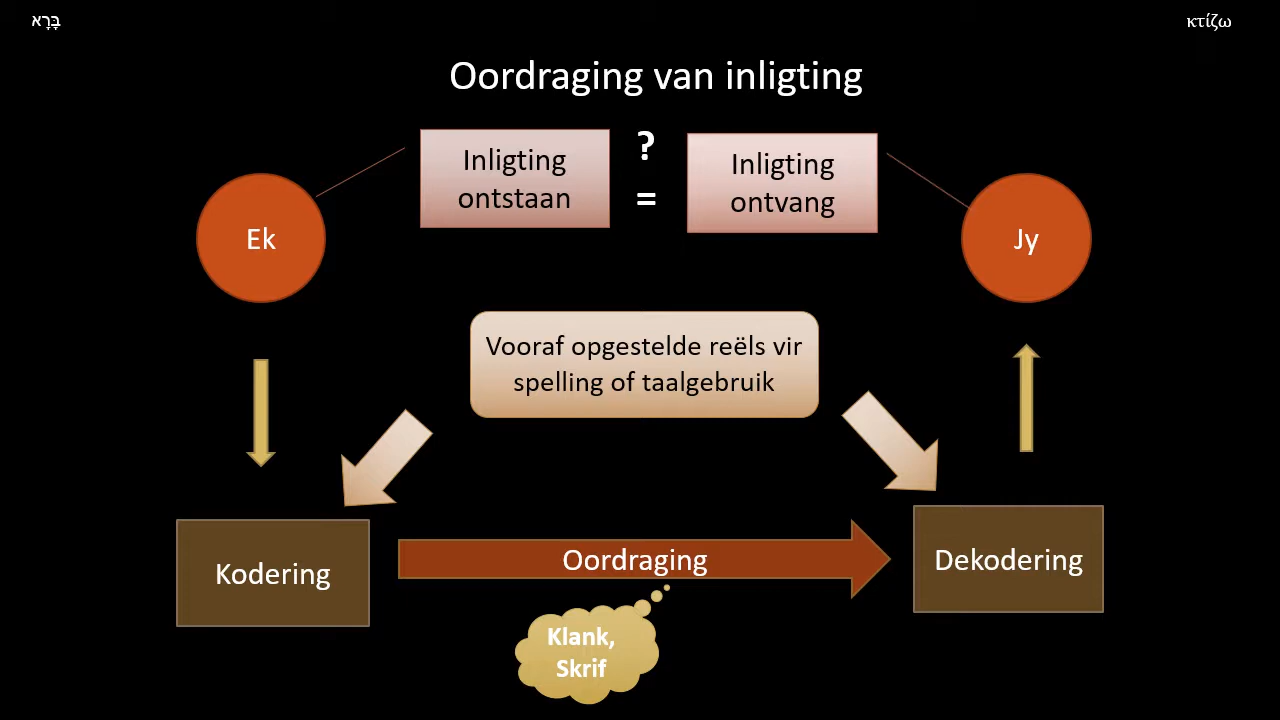 בָּרָא
κτίζω
Oordraging van inligting
Inligting
ontstaan
?
=
Inligting
ontvang
Ek
Jy
Vooraf opgestelde reëls vir
spelling of taalgebruik
Kodering
Oordraging
Dekodering
Klank,
Skrif